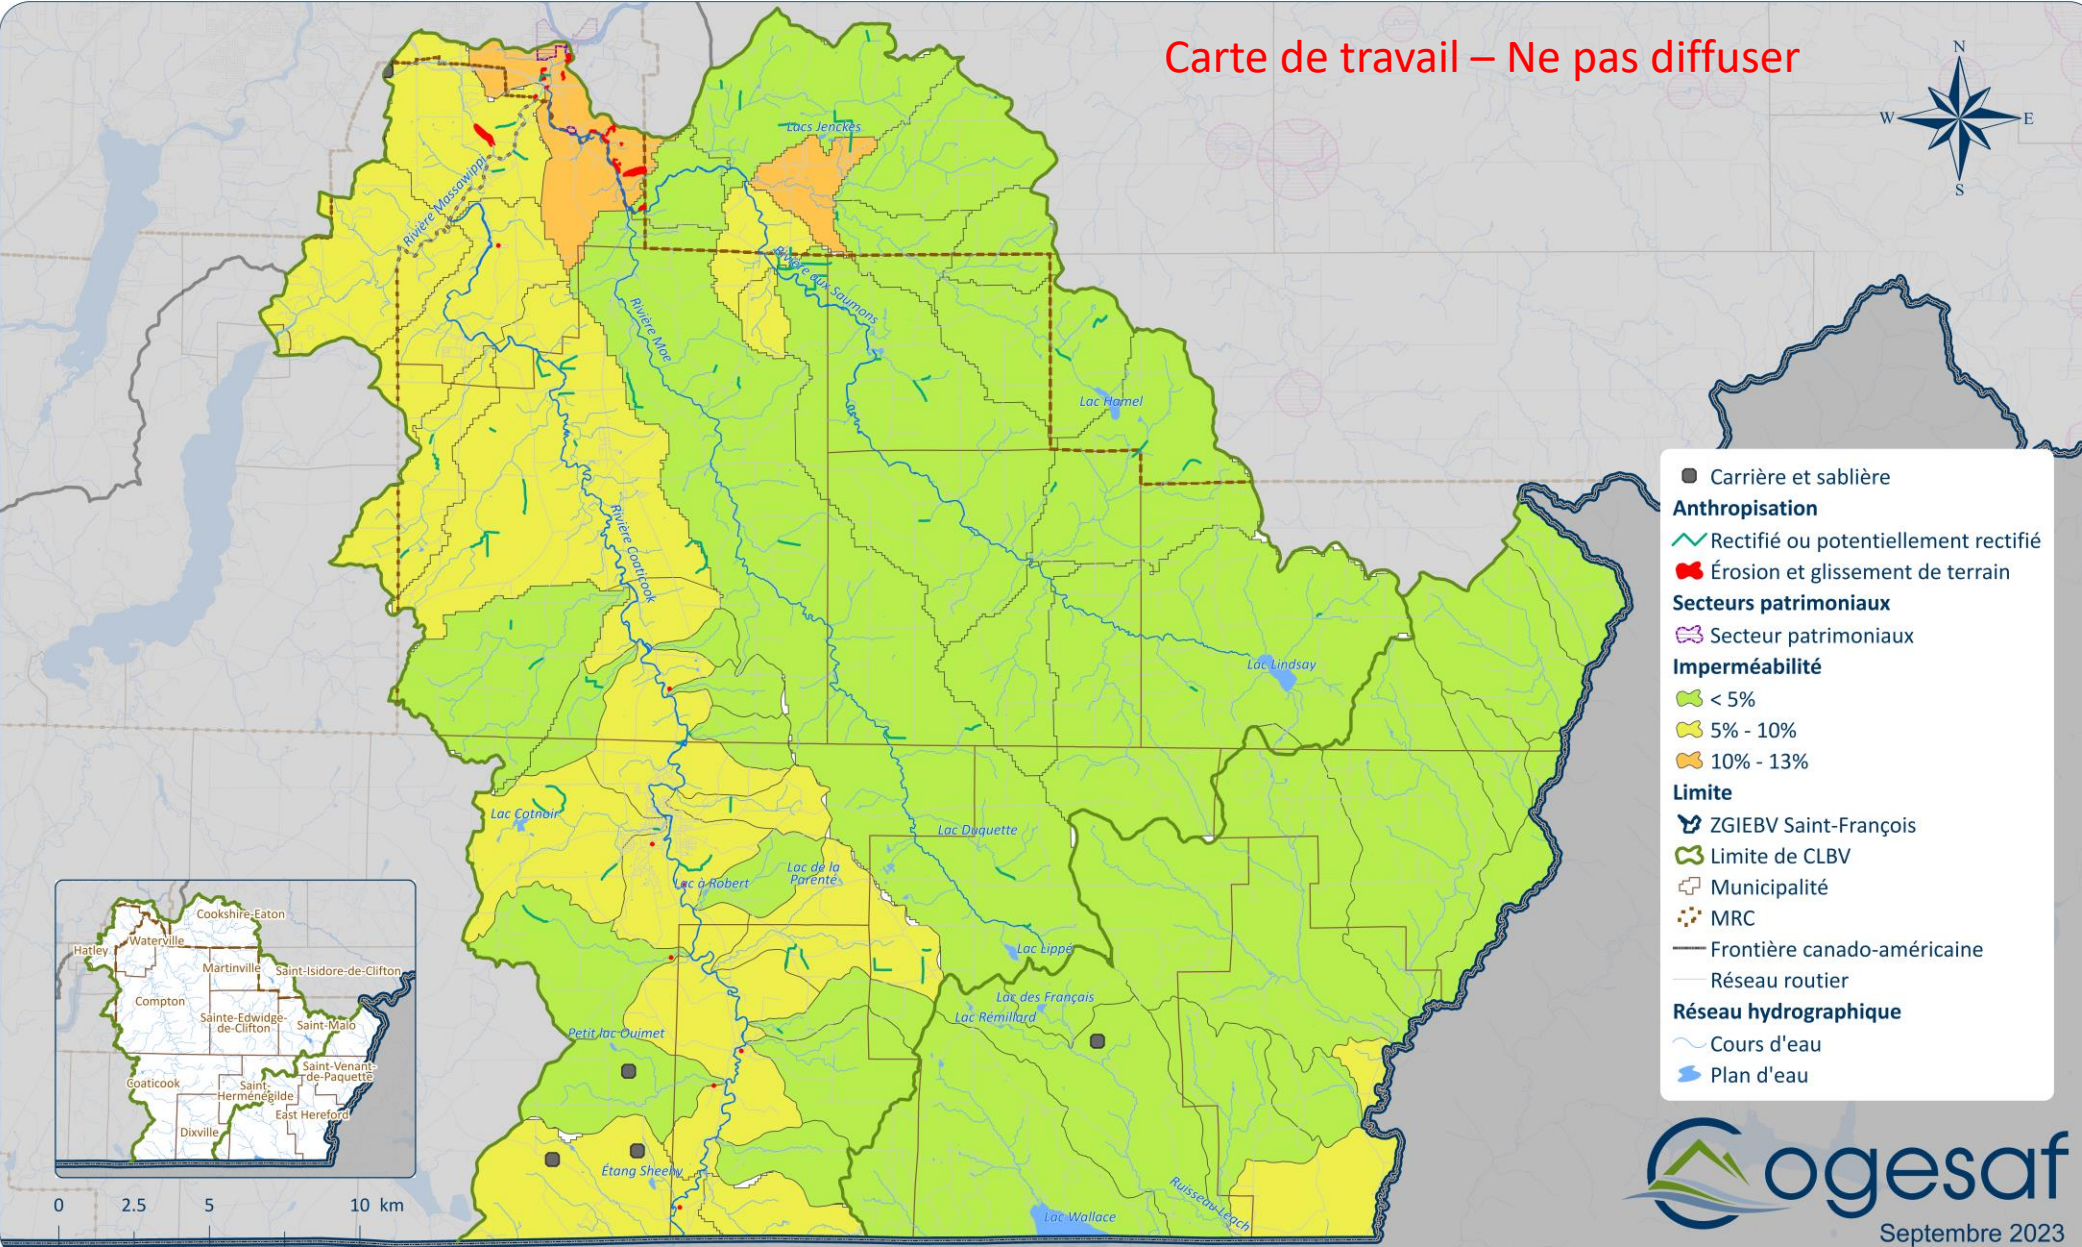 Carte de travail – Ne pas diffuser
N
W
E
S
Lacs Jenckes
Rivière Massawippi
Rivière aux Saumons
Rivière Moe
Lac Hamel
Rivière Coaticook
Lac Lindsay
Lac Cotnoir
Lac Duquette
Lac de la
Parenté
Lac à Robert
Lac Lippé
Lac des Français
Lac Rémillard
Petit lac Ouimet
Étang Sheehy
Ruisseau Leach
Lac Wallace
Carrière et sablière
Anthropisation
Rectifié ou potentiellement rectifié
Érosion et glissement de terrain
Secteurs patrimoniaux
Secteur patrimoniaux
Imperméabilité
< 5%
5% - 10%
10% - 13%
Limite
ZGIEBV Saint-François
Limite de CLBV
Municipalité
MRC
Frontière canado-américaine
Réseau routier
Réseau hydrographique
Cours d'eau
Plan d'eau
Cookshire-Eaton
Hatley
Waterville
Martinville
Saint-Isidore-de-Clifton
Compton
Sainte-Edwidge-
de-Clifton
Saint-Malo
Saint-Venant-
de-Paquette
Coaticook
Saint-
Herménégilde
East Hereford
Dixville
0 2.5 5 10 km
Cogesaf
Septembre 2023